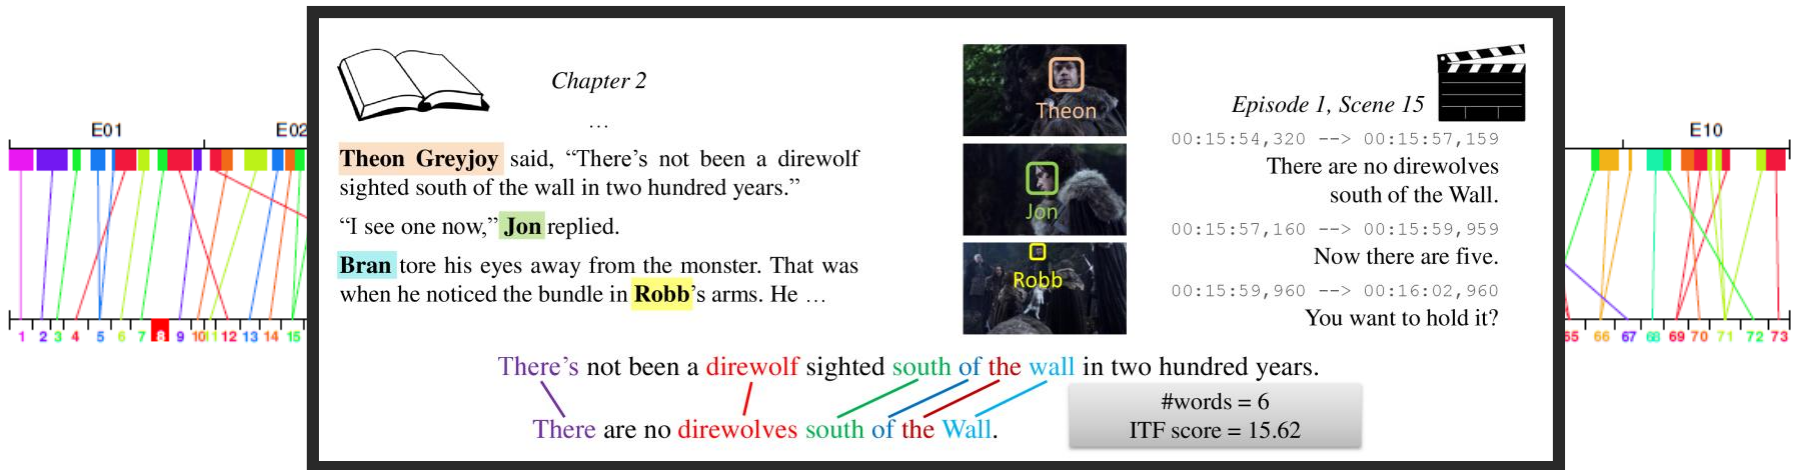 E01
E02
1 2 3 4 5 6 7 8 9 10 11 12 13 14 15
Chapter 2
...
Theon Greyjoy said, “There’s not been a direwolf
sighted south of the wall in two hundred years.”
“I see one now,” Jon replied.
Bran tore his eyes away from the monster. That was
when he noticed the bundle in Robb’s arms. He ...
Theon
Jon
Robb
Episode 1, Scene 15
00:15:54,320 --> 00:15:57,159
There are no direwolves
south of the Wall.
00:15:57,160 --> 00:15:59,959
Now there are five.
00:15:59,960 --> 00:16:02,960
You want to hold it?
E10
65 66 67 68 69 70 71 72 73
There’s not been a direwolf sighted south of the wall in two hundred years.
There are no direwolves south of the Wall.
#words = 6
ITF score = 15.62